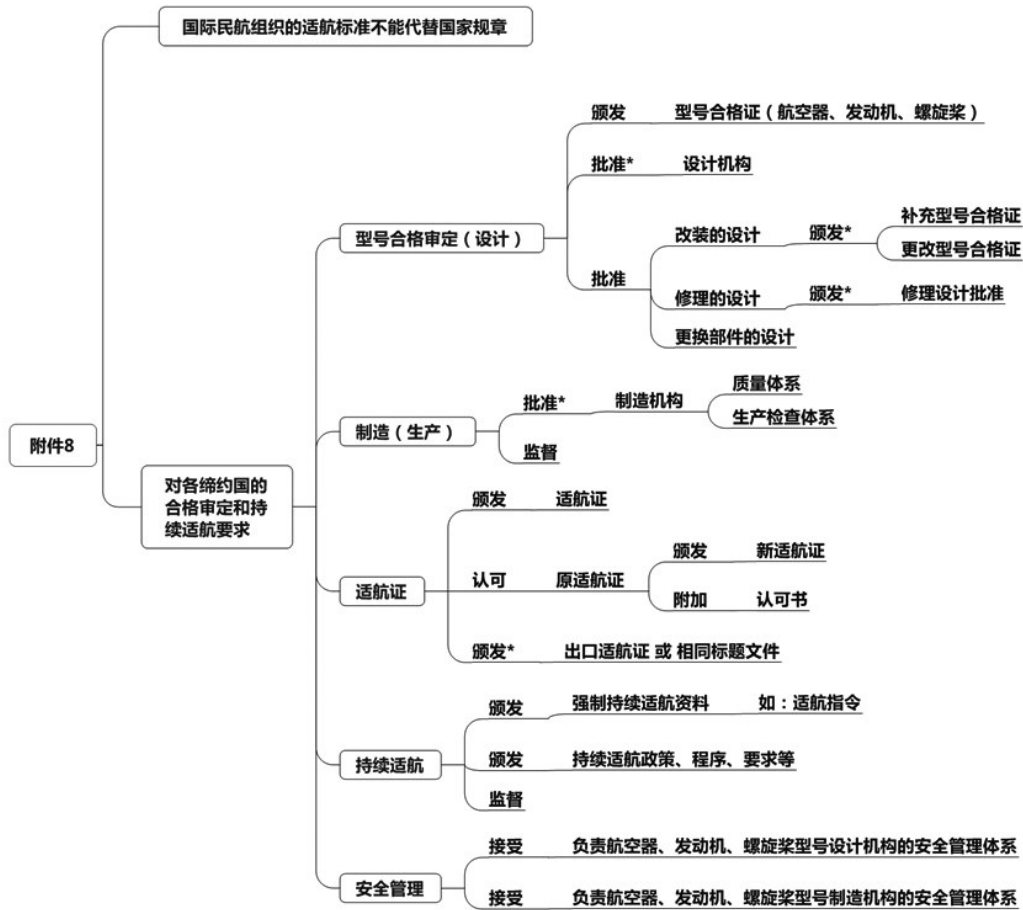 国际民航组织的适航标准不能代替国家规章
颁发 型号合格证（航空器、发动机、螺旋桨）
批准* 设计机构
型号合格审定（设计）
批准
改装的设计 颁发*
补充型号合格证
更改型号合格证
修理的设计 颁发* 修理设计批准
更换部件的设计
附件8
对各缔约国的
合格审定和持
续适航要求
制造（生产）
批准* 制造机构
质量体系
生产检查体系
监督
适航证
颁发 适航证
认可 原适航证
颁发 新适航证
附加 认可书
颁发* 出口适航证 或 相同标题文件
持续适航
颁发 强制持续适航资料 如：适航指令
颁发 持续适航政策、程序、要求等
监督
安全管理
接受 负责航空器、发动机、螺旋桨型号设计机构的安全管理体系
接受 负责航空器、发动机、螺旋桨型号制造机构的安全管理体系